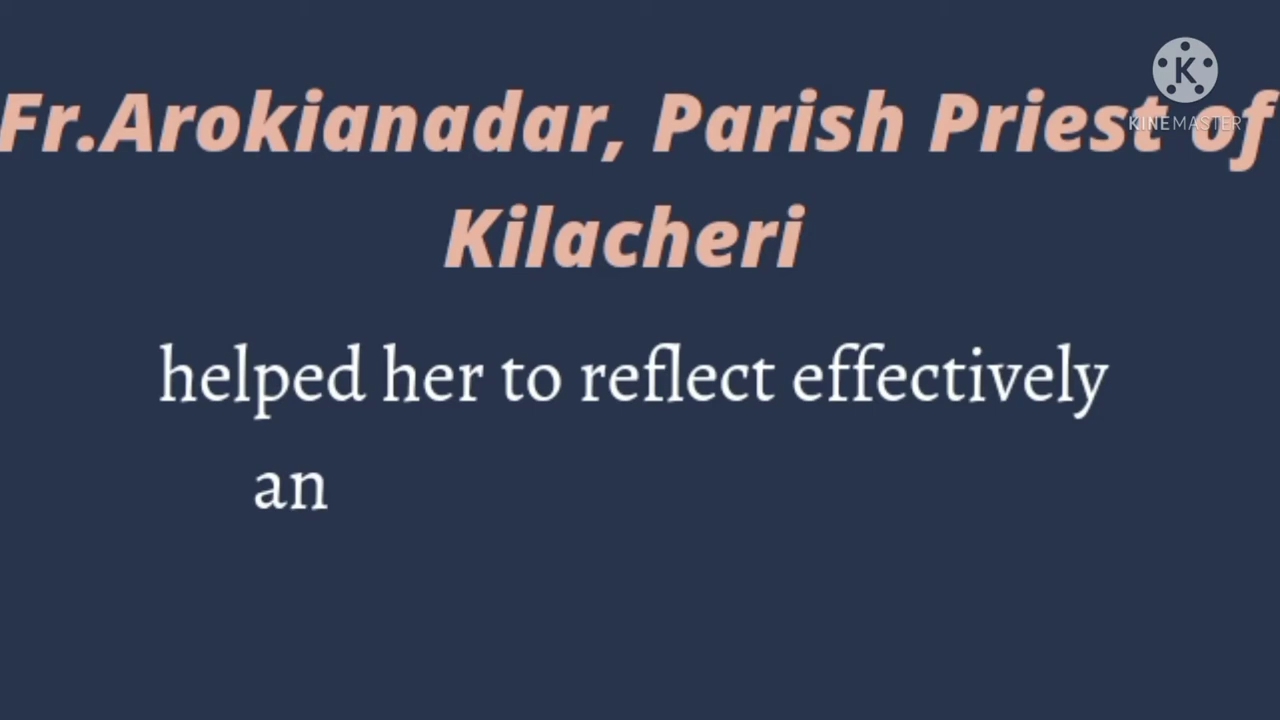 Fr.Arokianadar, Parish Priest of
Kilacheri
helped her to reflect effectively
an
K
KINEMASTER